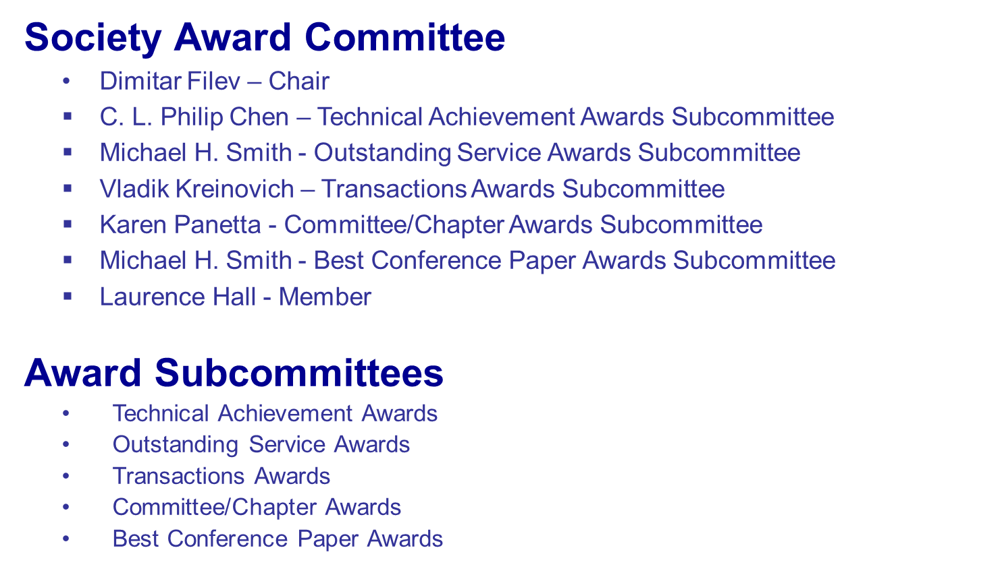 Society Award Committee
• Dimitar Filev – Chair
▪ C. L. Philip Chen – Technical Achievement Awards Subcommittee
▪ Michael H. Smith - Outstanding Service Awards Subcommittee
▪ Vladik Kreinovich – Transactions Awards Subcommittee
▪ Karen Panetta - Committee/Chapter Awards Subcommittee
▪ Michael H. Smith - Best Conference Paper Awards Subcommittee
▪ Laurence Hall - Member
Award Subcommittees
• Technical Achievement Awards
• Outstanding Service Awards
• Transactions Awards
• Committee/Chapter Awards
• Best Conference Paper Awards